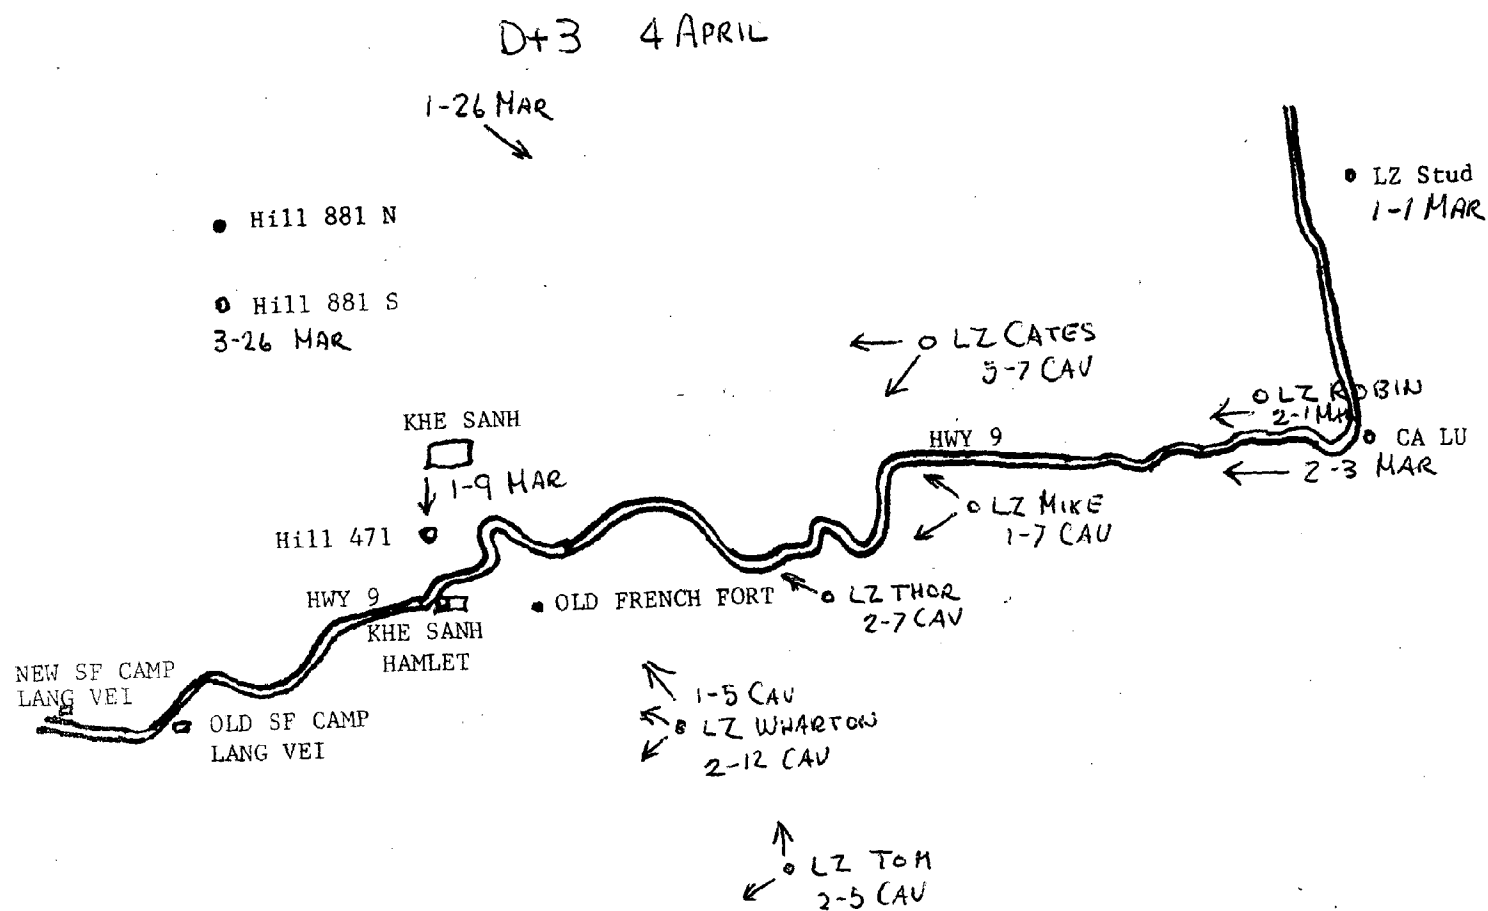 D+3 4 APRIL
1-26 MAR
LZ Stud
1-1 MAR
Hill 881 N
Hill 881 S
3-26 MAR
LZ CATES
5-7 CAV
LZ ROBIN
2-1 MAR
KHE SANH
HWY 9
CA LU
2-3 MAR
1-9 MAR
LZ MIKE
1-7 CAV
Hill 471
HWY 9
OLD FRENCH FORT
LZ THOR
2-7 CAV
KHE SANH
HAMLET
NEW SF CAMP
LANG VEI
1-5 CAV
OLD SF CAMP
LANG VEI
LZ WHARTON
2-12 CAV
LZ TOM
2-5 CAV